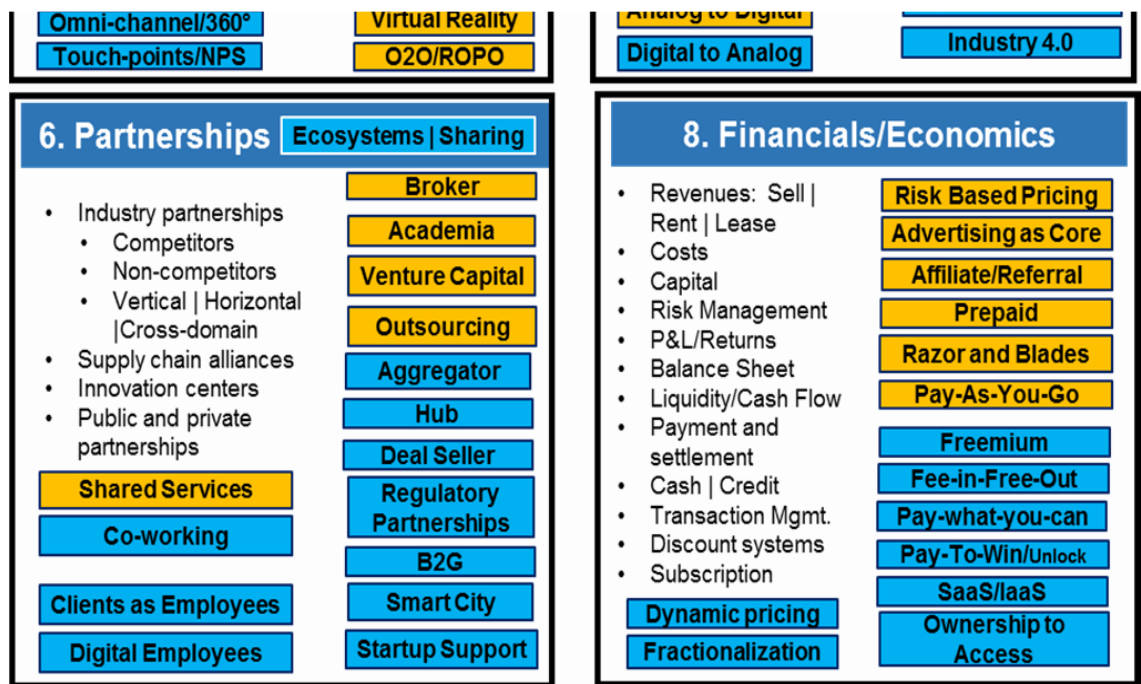 Omni-channel/360°
Touch-points/NPS
Virtual Reality
O2O/ROPO
Analog to Digital
Digital to Analog
Industry 4.0
6. Partnerships
Ecosystems | Sharing
• Industry partnerships
• Competitors
• Non-competitors
• Vertical | Horizontal
|Cross-domain
• Supply chain alliances
• Innovation centers
• Public and private
partnerships
Shared Services
Co-working
Clients as Employees
Digital Employees
Broker
Academia
Venture Capital
Outsourcing
Aggregator
Hub
Deal Seller
Regulatory
Partnerships
B2G
Smart City
Startup Support
8. Financials/Economics
• Revenues: Sell |
Rent | Lease
• Costs
• Capital
• Risk Management
• P&L/Returns
• Balance Sheet
• Liquidity/Cash Flow
• Payment and
settlement
• Cash | Credit
• Transaction Mgmt.
• Discount systems
• Subscription
Dynamic pricing
Fractionalization
Risk Based Pricing
Advertising as Core
Affiliate/Referral
Prepaid
Razor and Blades
Pay-As-You-Go
Freemium
Fee-in-Free-Out
Pay-what-you-can
Pay-To-Win/Unlock
SaaS/IaaS
Ownership to
Access